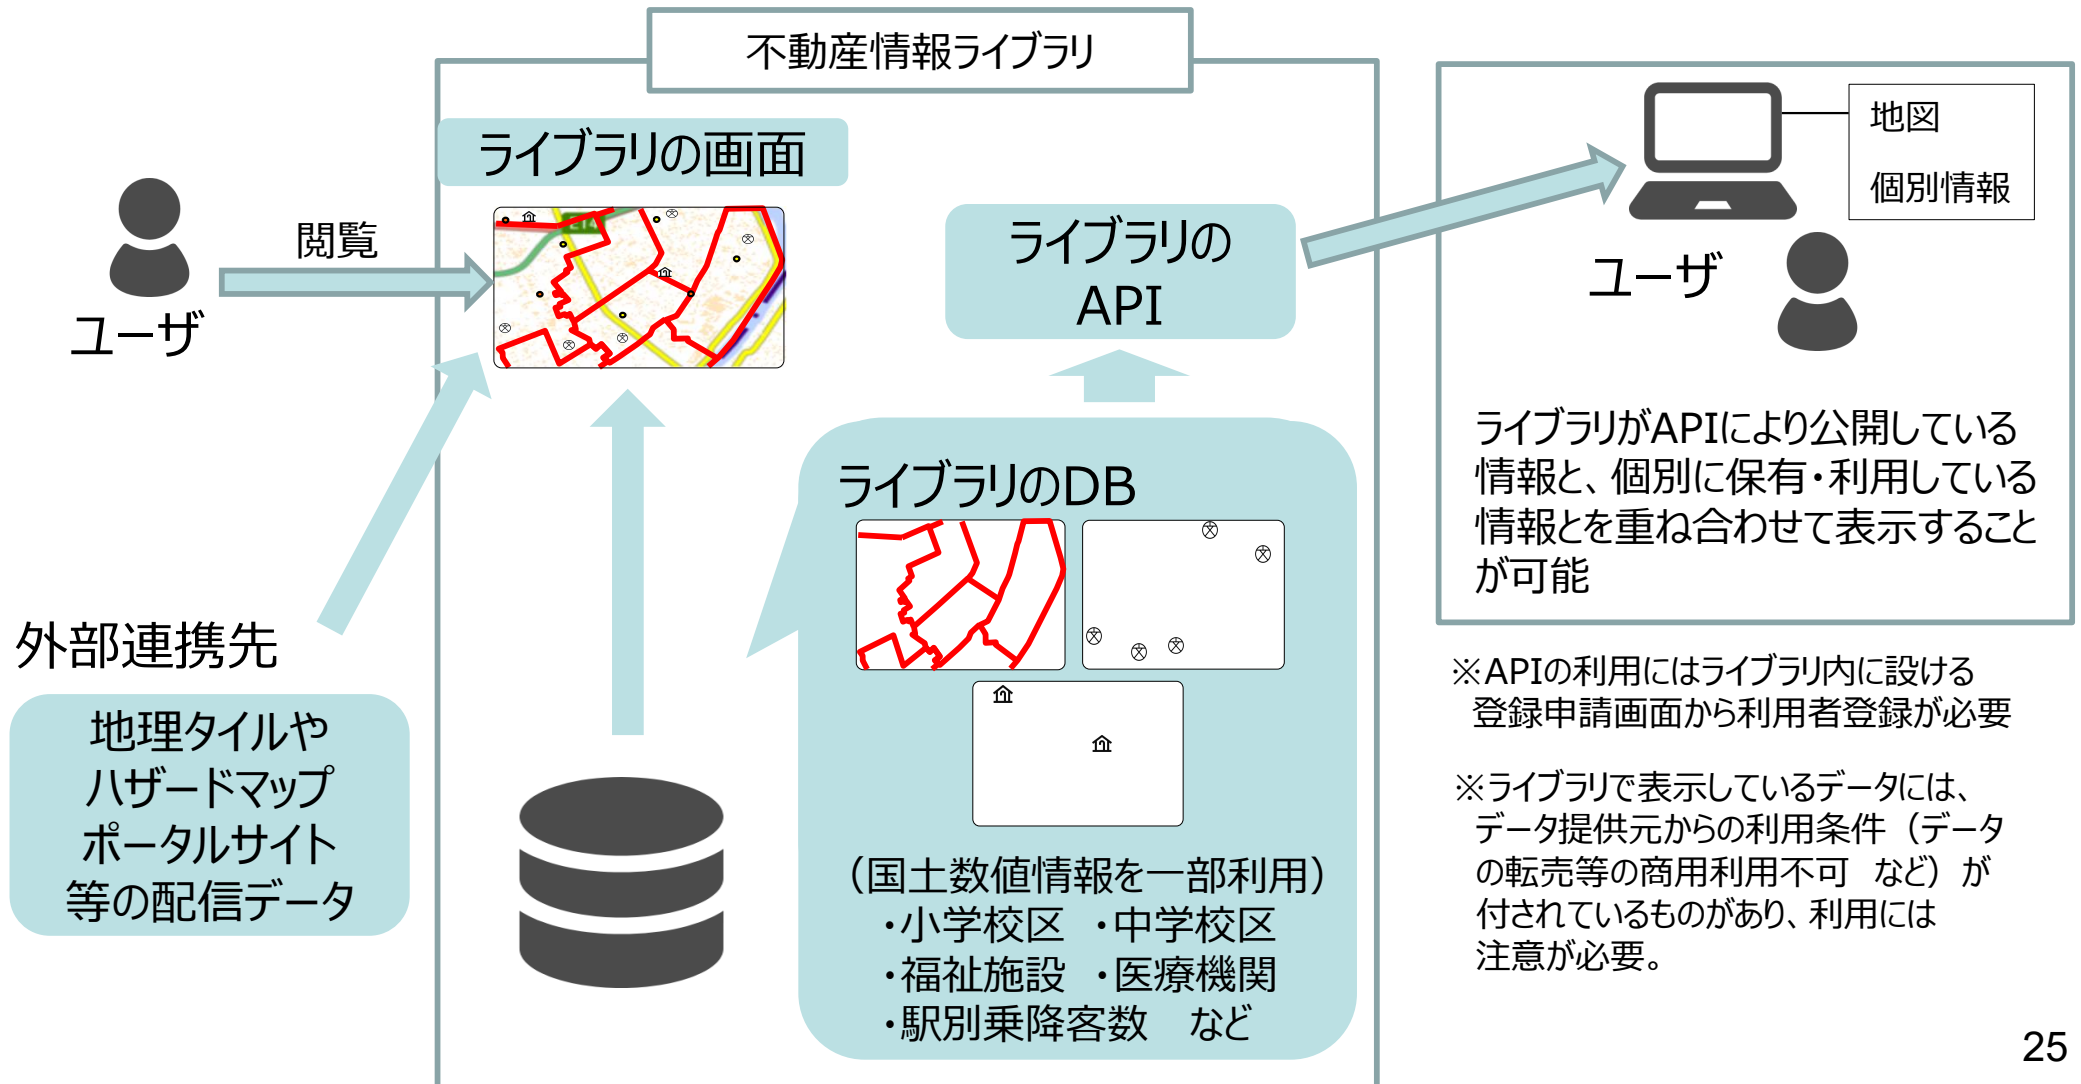 不動産情報ライブラリ
ライブラリの画面
閲覧
ユーザ
外部連携先
地理タイルや
ハザードマップ
ポータルサイト
等の配信データ
ライブラリの
API
ライブラリのDB
（国土数値情報を一部利用）
・小学校区　・中学校区
・福祉施設　・医療機関
・駅別乗降客数　など
地図
個別情報
ユーザ
ライブラリがAPIにより公開している
情報と、個別に保有・利用している
情報とを重ね合わせて表示すること
が可能
※APIの利用にはライブラリ内に設ける
登録申請画面から利用者登録が必要
※ライブラリで表示しているデータには、
データ提供元からの利用条件（データ
の転売等の商用利用不可　など）が
付されているものがあり、利用には
注意が必要。
25